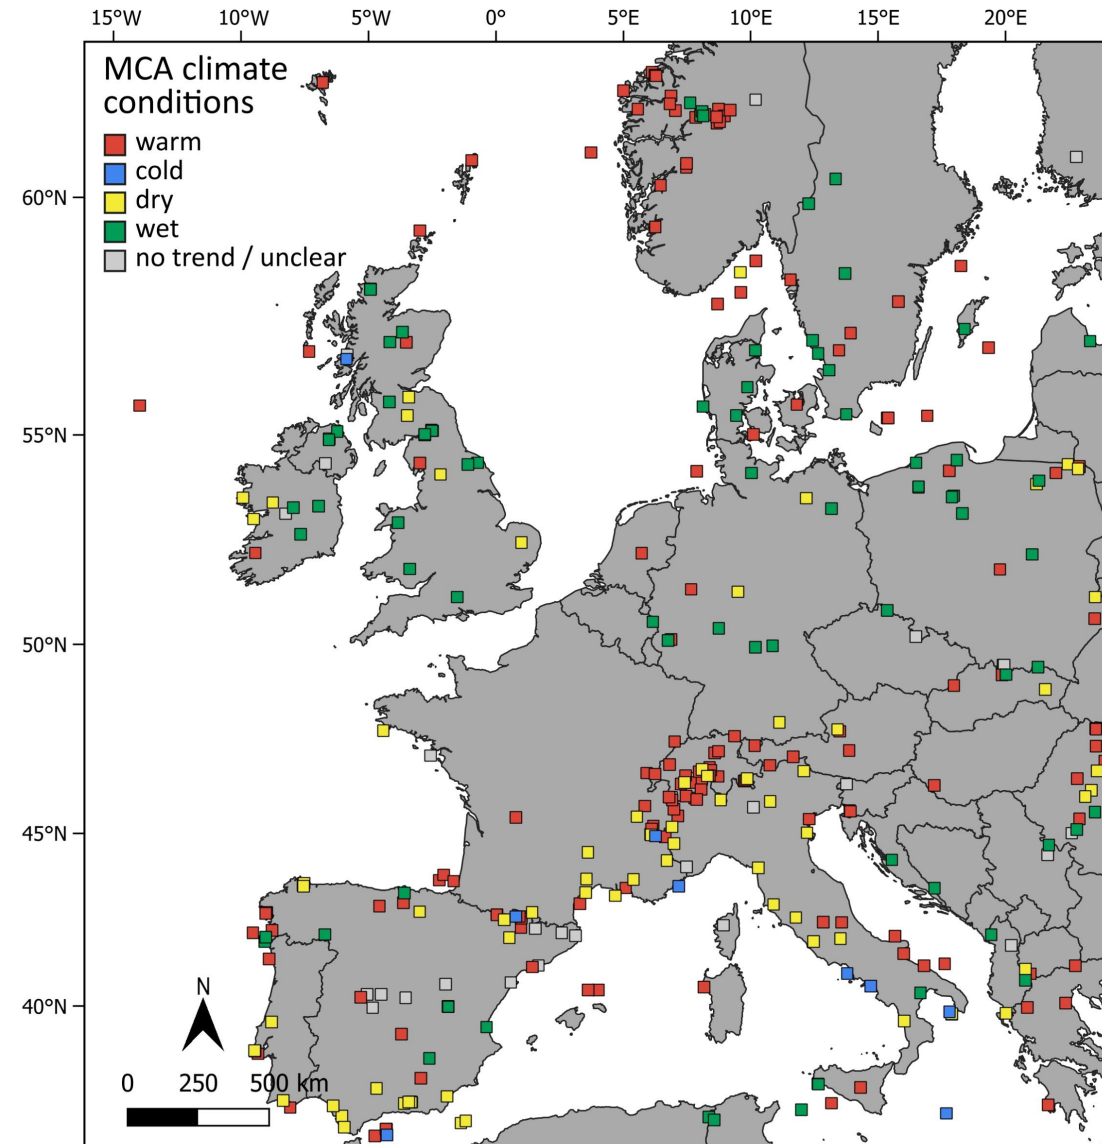 15°W 10°W 5°W 0° 5°E 10°E 15°E 20°E
MCA climate
conditions
warm
cold
dry
wet
no trend / unclear
60°N
55°N
50°N
45°N
40°N
N
0 250 500 km